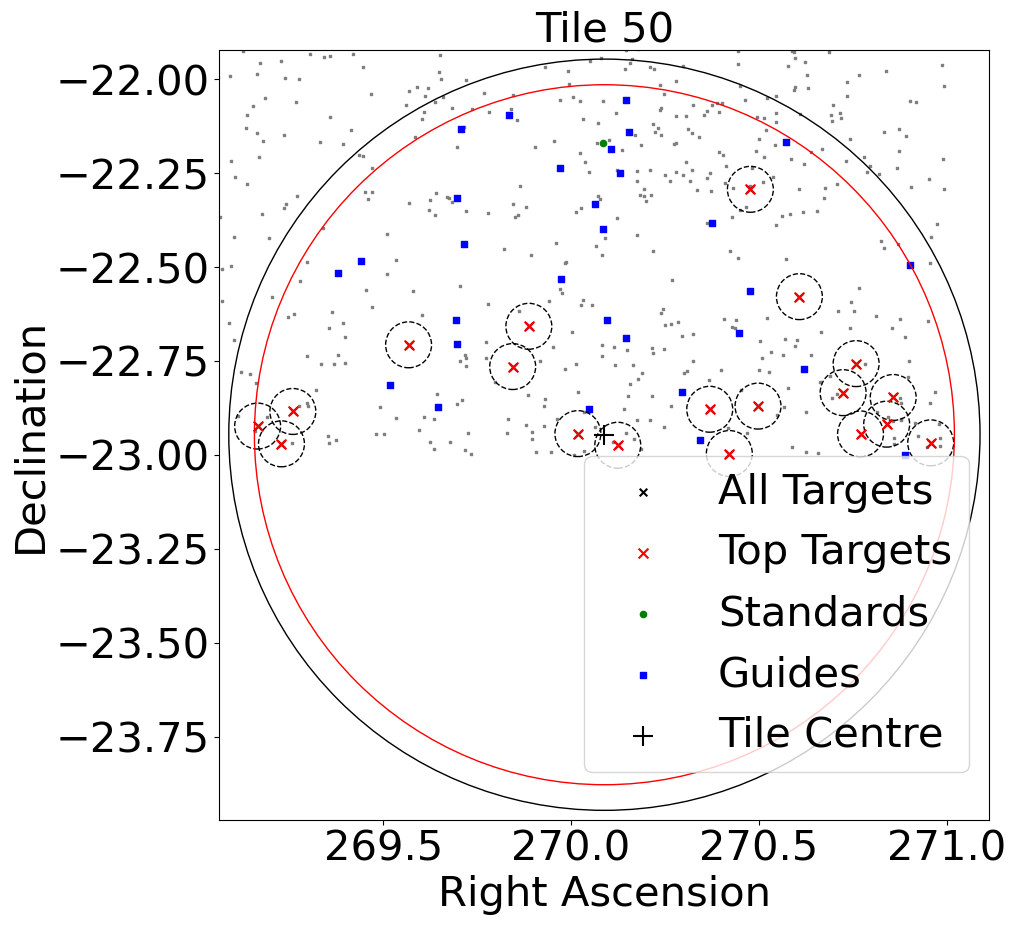 Tile 50
−22.00
−22.25
−22.50
−22.75
−23.00
−23.25
−23.50
−23.75
Declination
All Targets
Top Targets
Standards
Guides
Tile Centre
269.5 270.0 270.5 271.0
Right Ascension